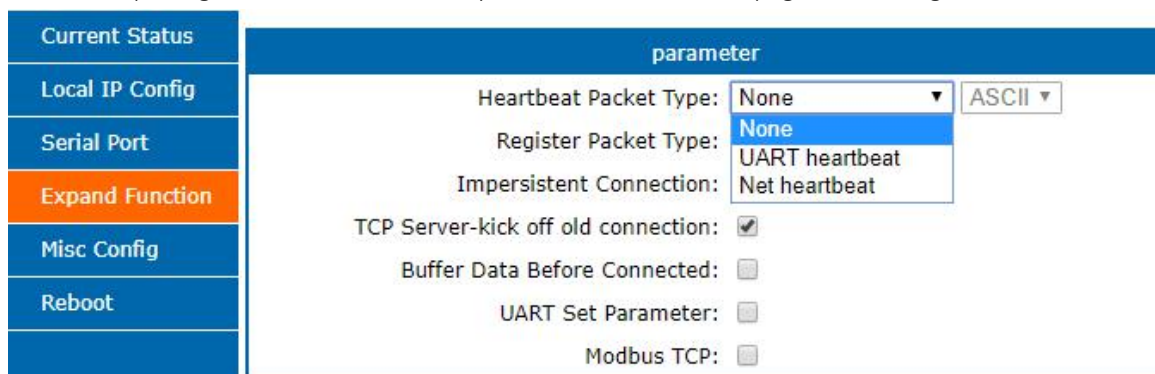 Current Status
Local IP Config
Serial Port
Expand Function
Misc Config
Reboot
parameter
Heartbeat Packet Type: None ASCII
None
UART heartbeat
Net heartbeat
Register Packet Type:
Impersistent Connection:
TCP Server-kick off old connection:
Buffer Data Before Connected:
UART Set Parameter:
Modbus TCP: